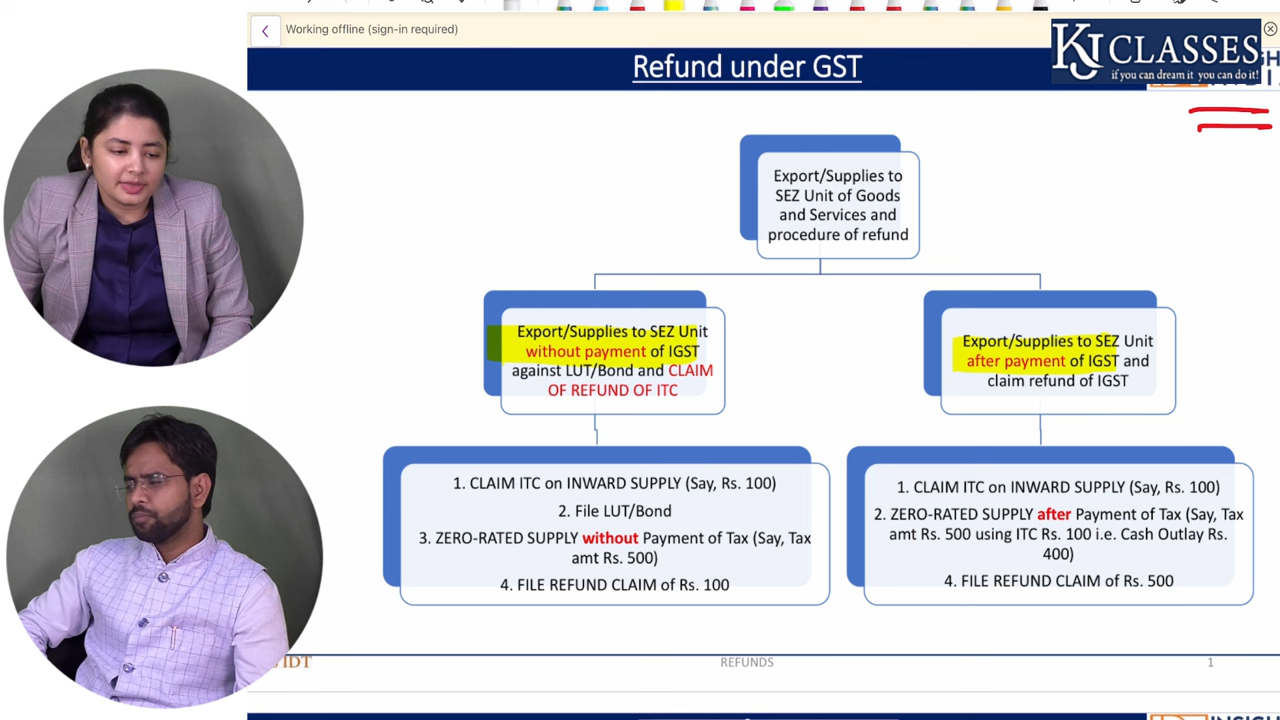 Working offline (sign-in required)
Refund under GST
KJ CLASSES
if you can dream it you can do it!
Export/Supplies to
SEZ Unit of Goods
and Services and
procedure of refund
Export/Supplies to SEZ Unit
without payment of IGST
against LUT/Bond and CLAIM
OF REFUND OF ITC
Export/Supplies to SEZ Unit
after payment of IGST and
claim refund of IGST
1. CLAIM ITC on INWARD SUPPLY (Say, Rs. 100)
2. File LUT/Bond
3. ZERO-RATED SUPPLY without Payment of Tax (Say, Tax
amt Rs. 500)
4. FILE REFUND CLAIM of Rs. 100
1. CLAIM ITC on INWARD SUPPLY (Say, Rs. 100)
2. ZERO-RATED SUPPLY after Payment of Tax (Say, Tax
amt Rs. 500 using ITC Rs. 100 i.e. Cash Outlay Rs.
400)
4. FILE REFUND CLAIM of Rs. 500
IDT
REFUNDS
1